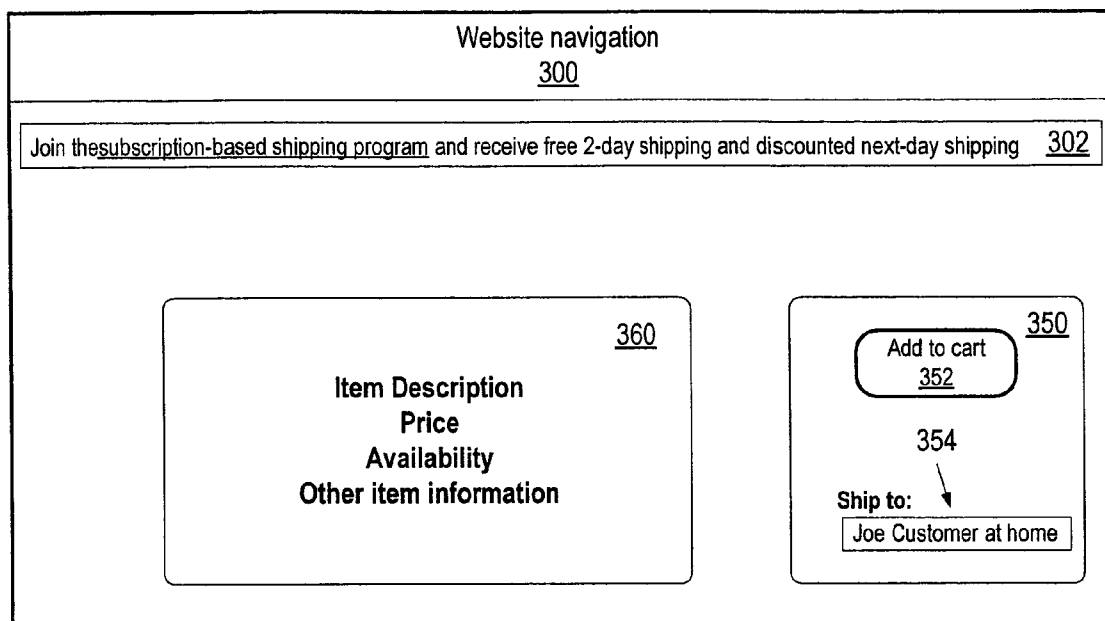 Website navigation
300
Join thesubscription-based shipping program and receive free 2-day shipping and discounted next-day shipping 302
360
Item Description
Price
Availability
Other item information
350
Add to cart
352
354
Ship to:
Joe Customer at home